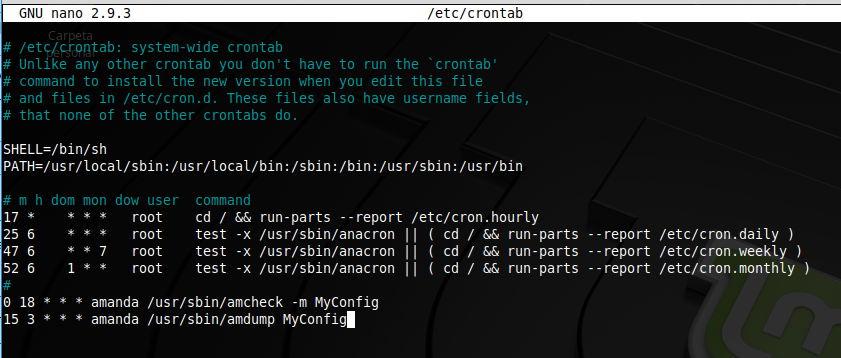 GNU nano 2.9.3 /etc/crontab
Carpeta
personal
# /etc/crontab: system-wide crontab
# Unlike any other crontab you don't have to run the `crontab'
# command to install the new version when you edit this file
# and files in /etc/cron.d. These files also have username fields,
# that none of the other crontabs do.
SHELL=/bin/sh
PATH=/usr/local/sbin:/usr/local/bin:/sbin:/bin:/usr/sbin:/usr/bin
# m h dom mon dow user  command
17 *    * * *   root    cd / && run-parts --report /etc/cron.hourly
25 6    * * *   root    test -x /usr/sbin/anacron || ( cd / && run-parts --report /etc/cron.daily )
47 6    * * 7   root    test -x /usr/sbin/anacron || ( cd / && run-parts --report /etc/cron.weekly )
52 6    1 * *   root    test -x /usr/sbin/anacron || ( cd / && run-parts --report /etc/cron.monthly )
#
0 18 * * * amanda /usr/sbin/amcheck -m MyConfig
15 3 * * * amanda /usr/sbin/amdump MyConfig